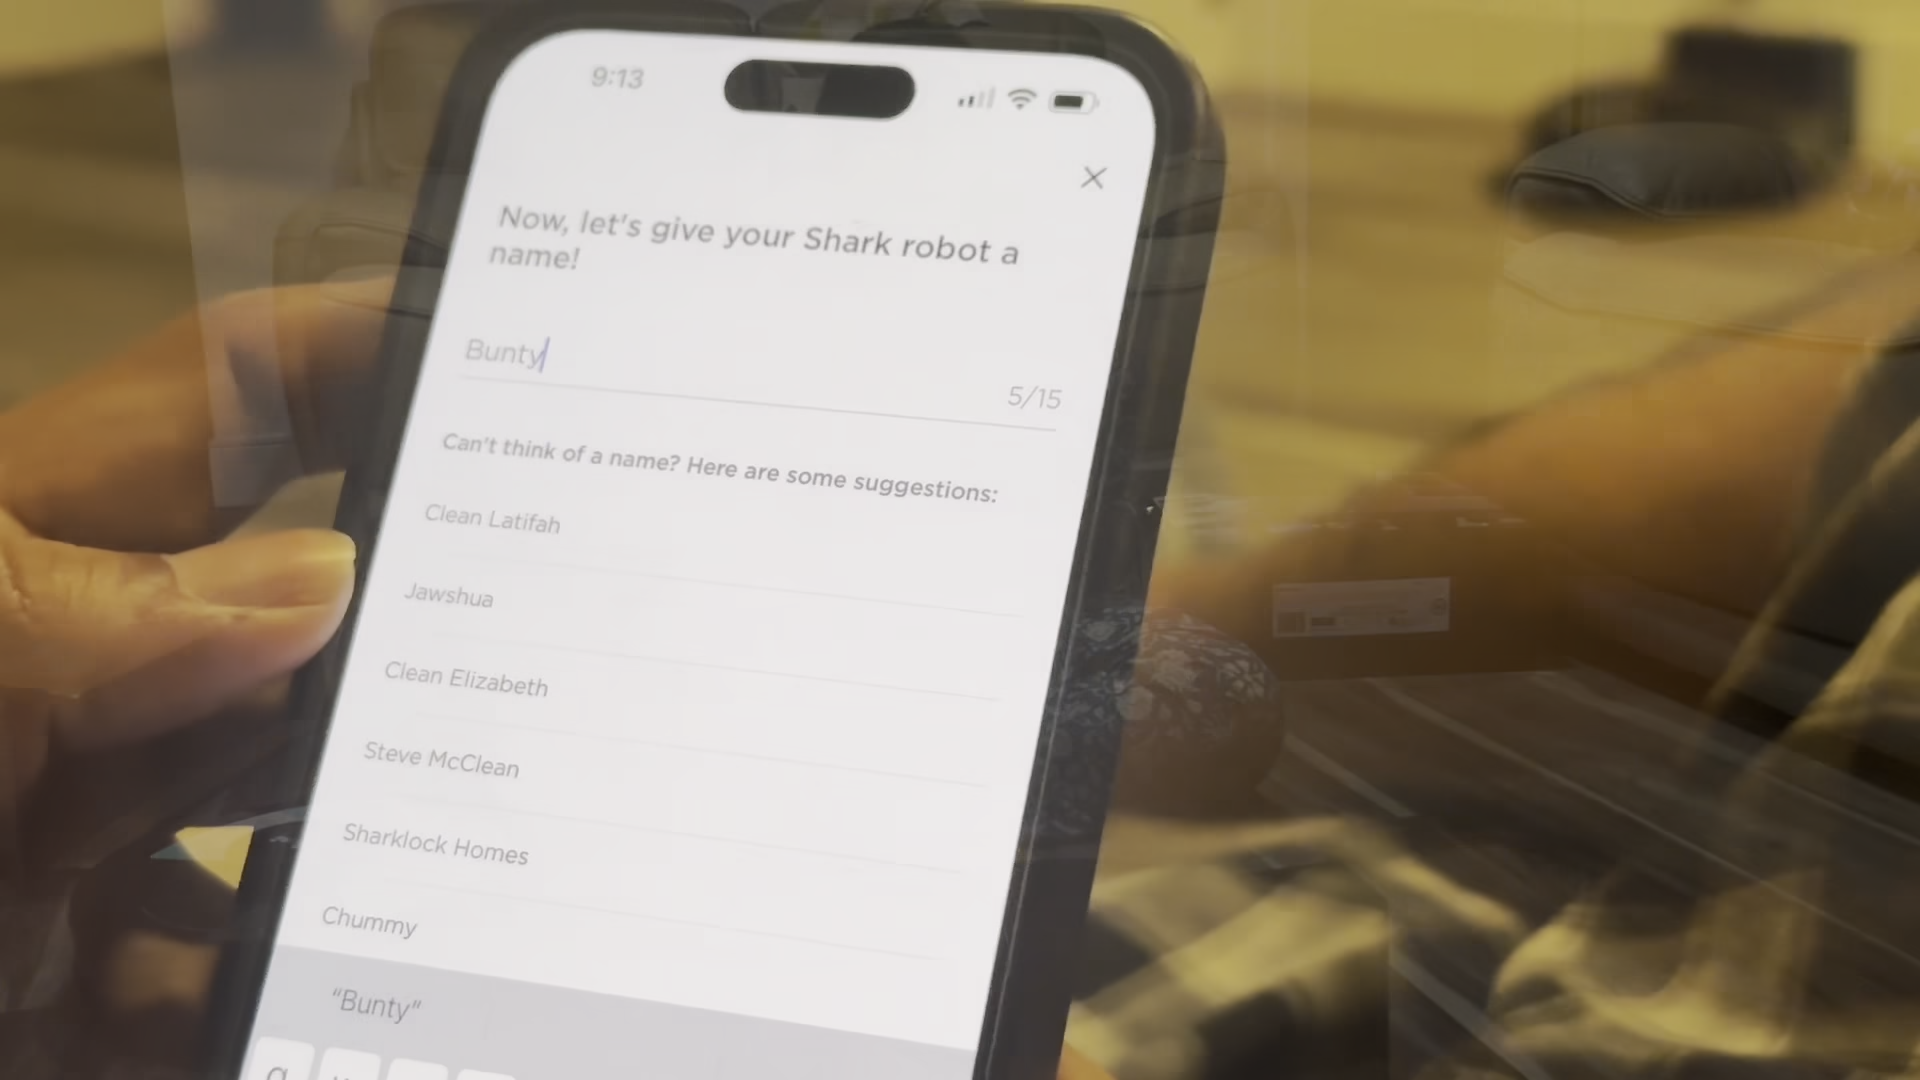 9:13
Now, let's give your Shark robot a
name!
Bunty
5/15
Can't think of a name? Here are some suggestions:
Clean Latifah
Jawshua
Clean Elizabeth
Steve McClean
Sharklock Homes
Chummy
"Bunty"
q